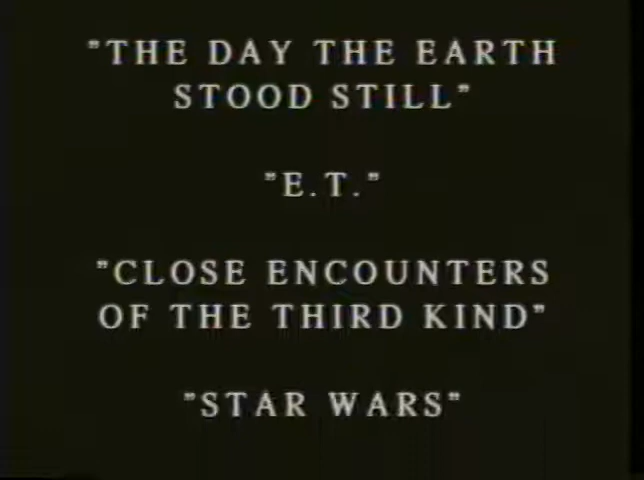 "THE DAY THE EARTH
STOOD STILL"
"E.T."
"CLOSE ENCOUNTERS
OF THE THIRD KIND"
"STAR WARS"